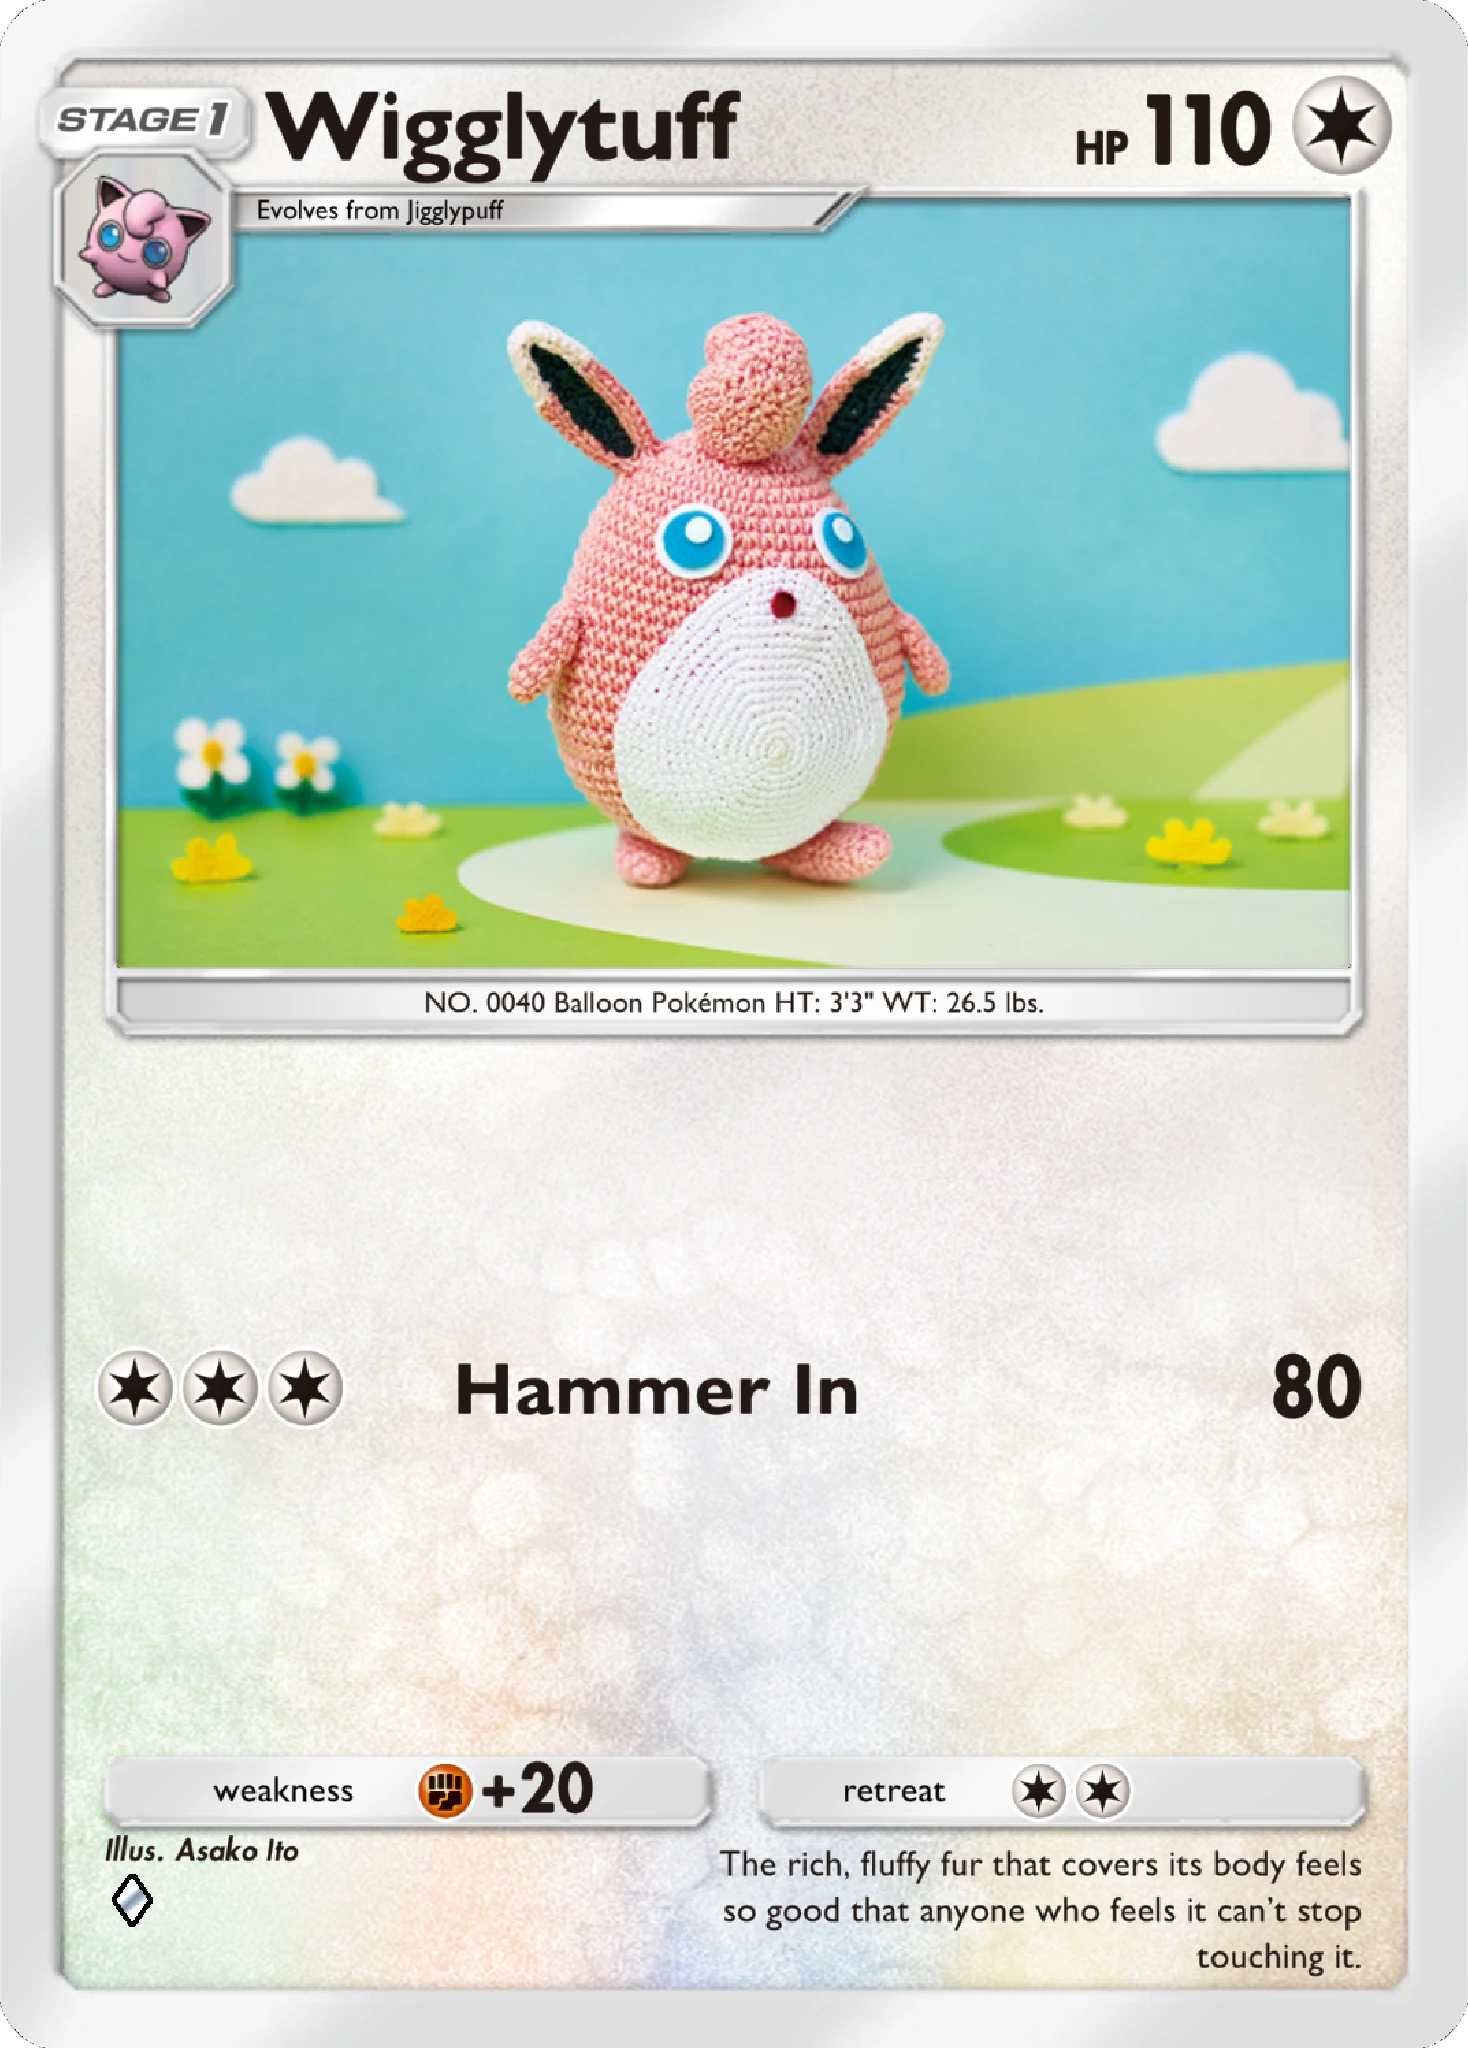 STAGE 1
Wigglytuff
HP 110
Evolves from Jigglypuff
NO. 0040 Balloon Pokémon HT: 3'3" WT: 26.5 lbs.
Hammer In 80
weakness +20
retreat
Illus. Asako Ito
The rich, fluffy fur that covers its body feels
so good that anyone who feels it can't stop
touching it.